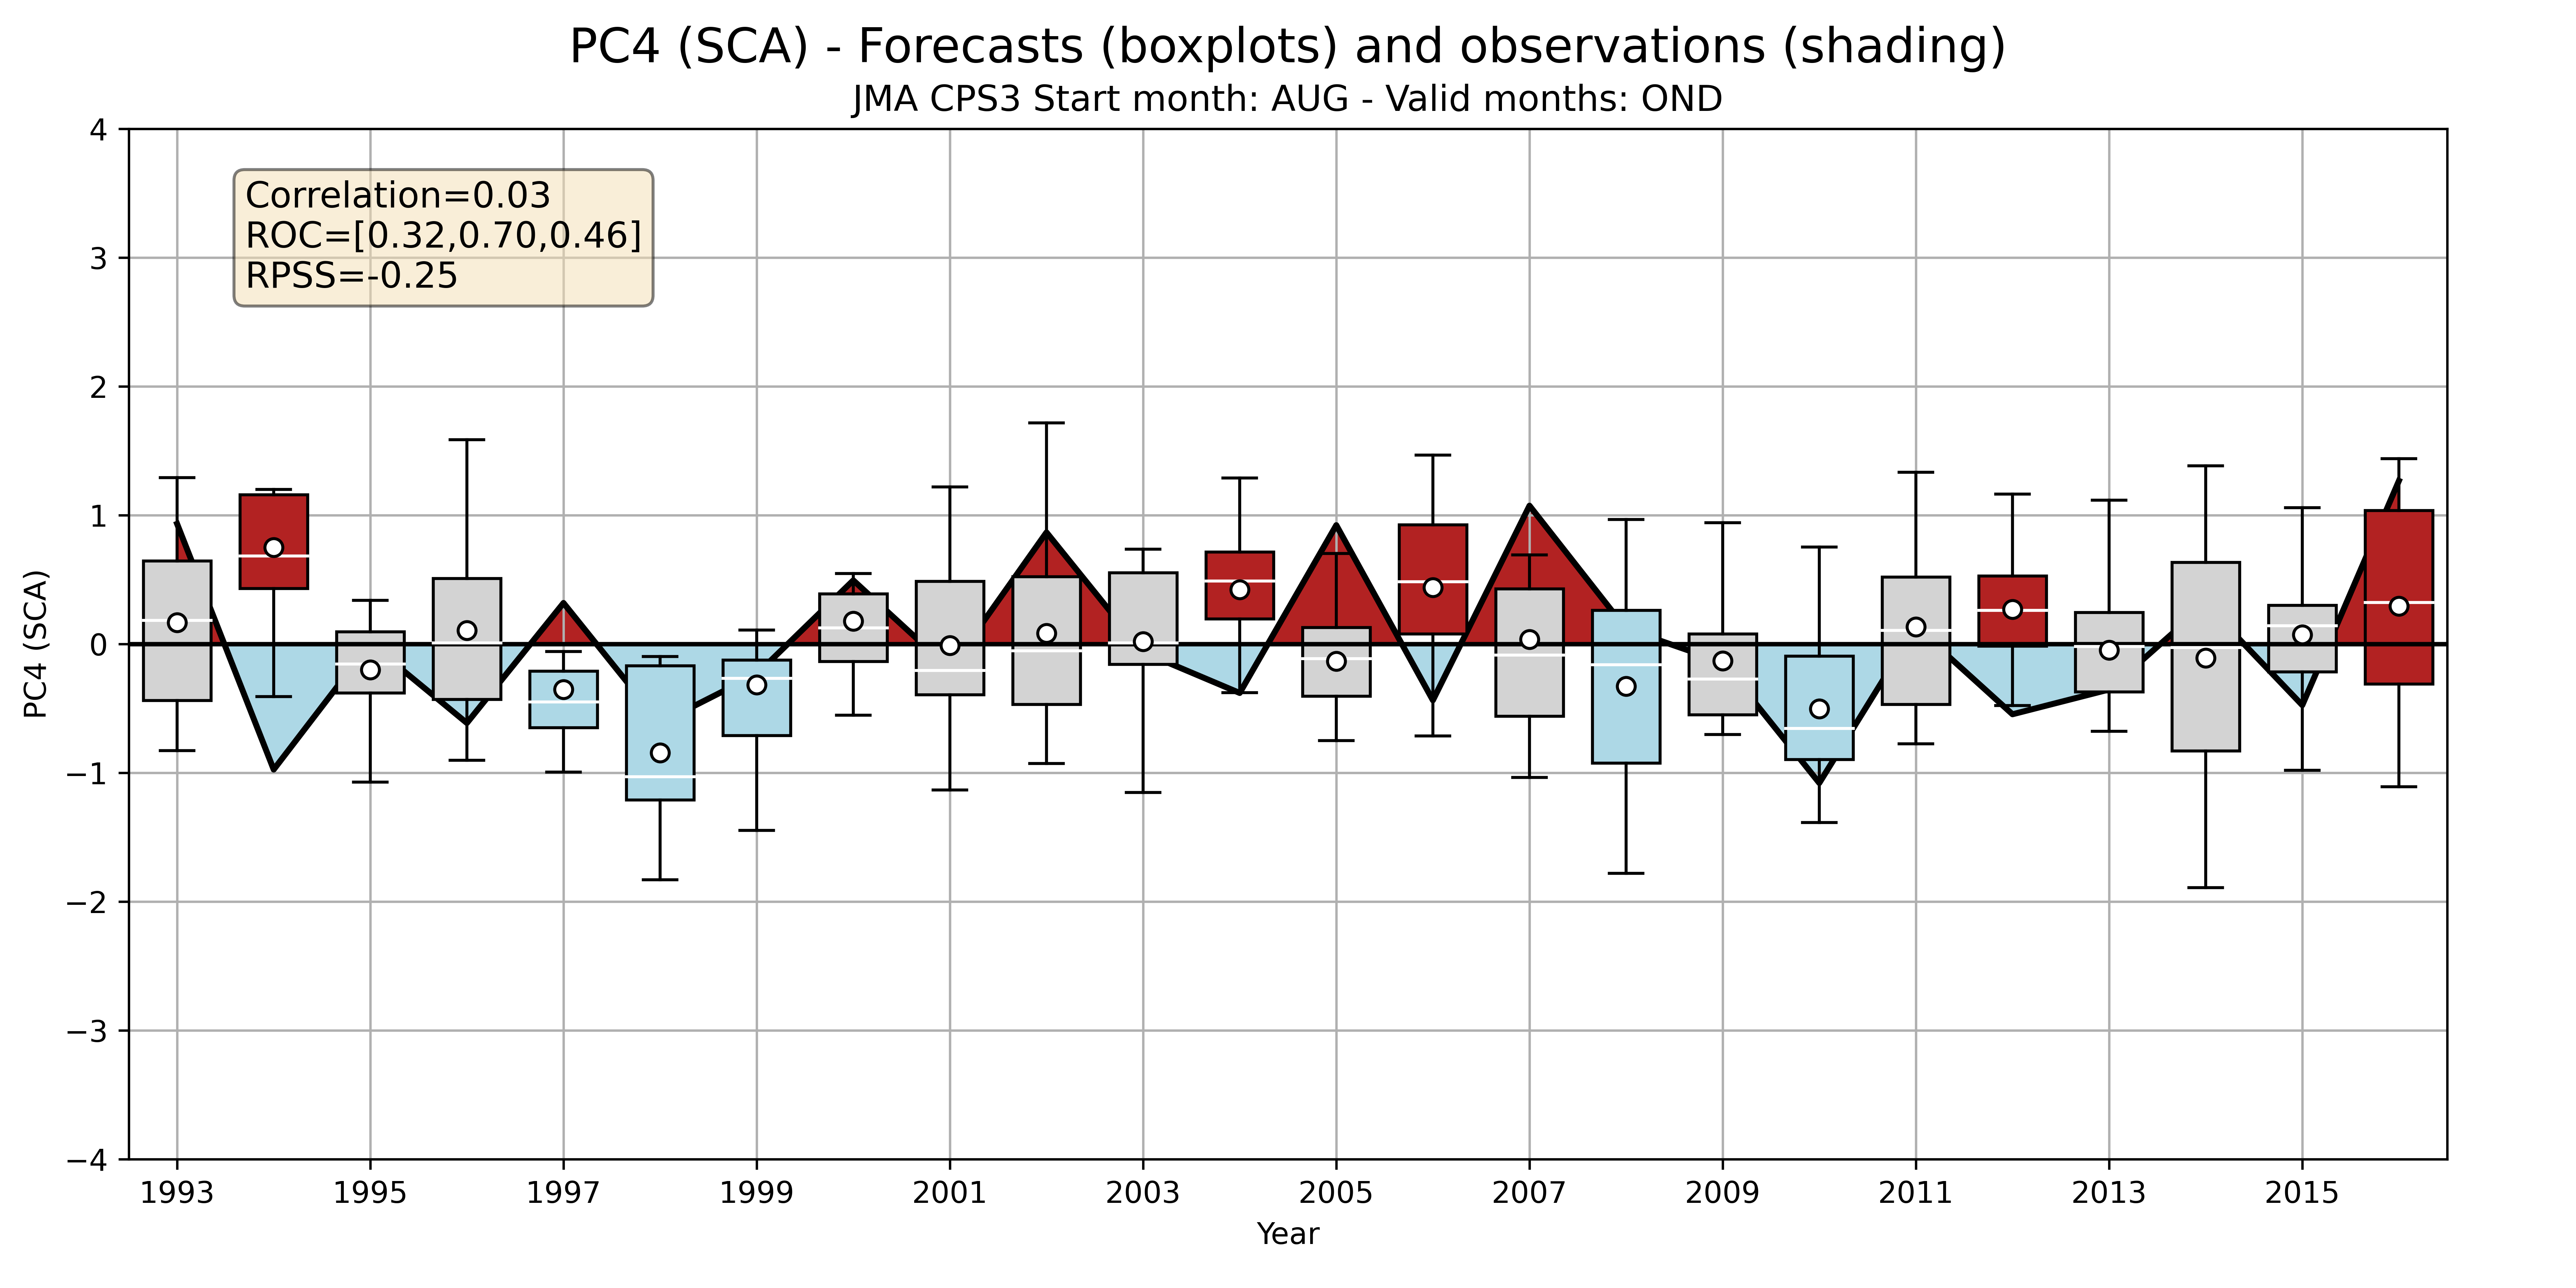 PC4 (SCA) - Forecasts (boxplots) and observations (shading)
JMA CPS3 Start month: AUG - Valid months: OND
Correlation=0.03
ROC=[0.32,0.70,0.46]
RPSS=-0.25
PC4 (SCA)
4
3
2
1
0
−1
−2
−3
−4
1993 1995 1997 1999 2001 2003 2005 2007 2009 2011 2013 2015
Year